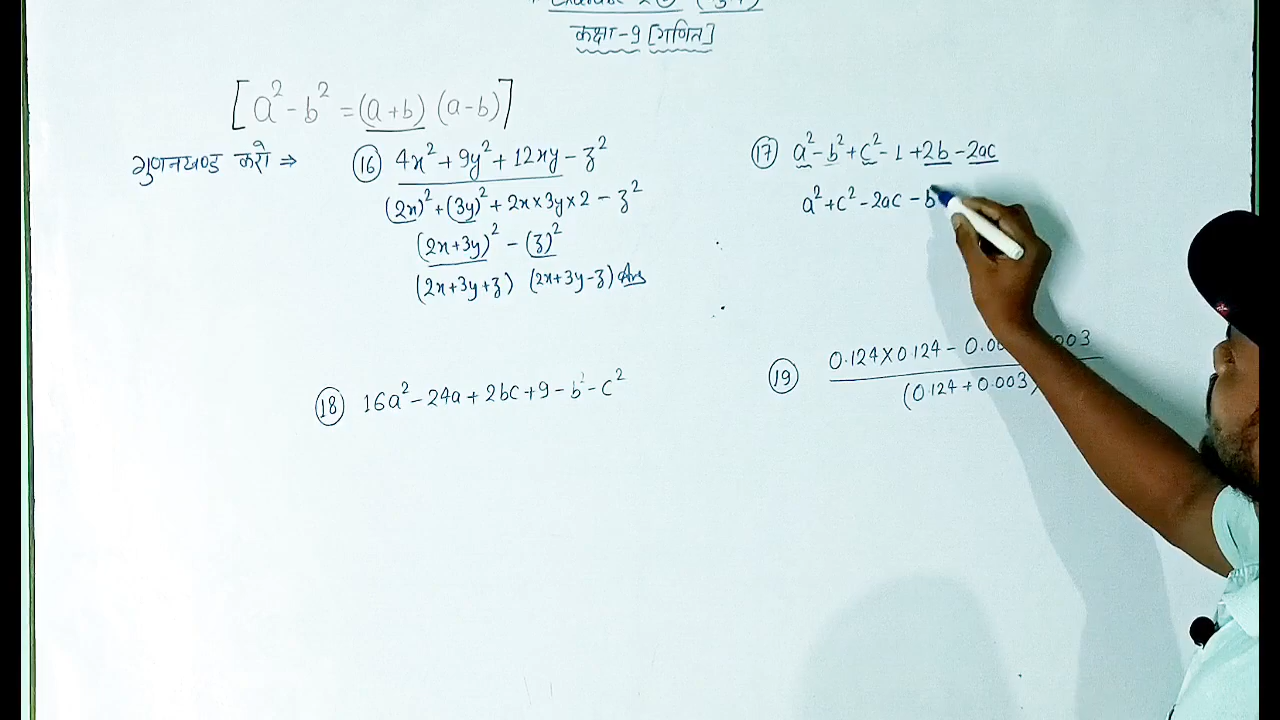 कक्षा-9 [गणित]
[a²-b² = (a+b) (a-b)]
गुणनखण्ड करो ⇒ (16) 4x²+9y²+12xy-z²
(2x)²+(3y)²+2x×3y×2-z²
(2x+3y)²-(z)²
(2x+3y+z) (2x+3y-z) Ans
(17) a²-b²+c²-1+2b-2ac
a²+c²-2ac-b
(18) 16a²-24a+2bc+9-b²-c²
(19) 0.124×0.124-0.00 003
(0.124+0.003)